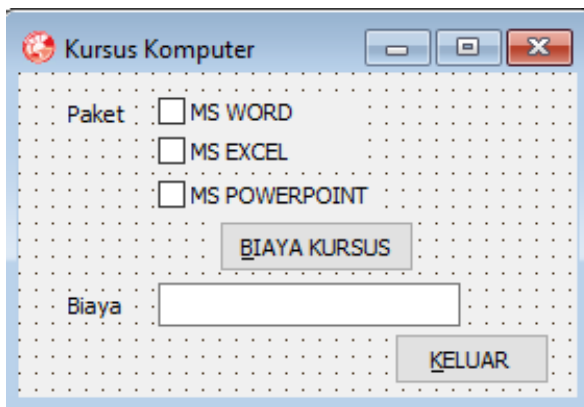 Kursus Komputer
Paket MS WORD
MS EXCEL
MS POWERPOINT
BIAYA KURSUS
Biaya
KELUAR